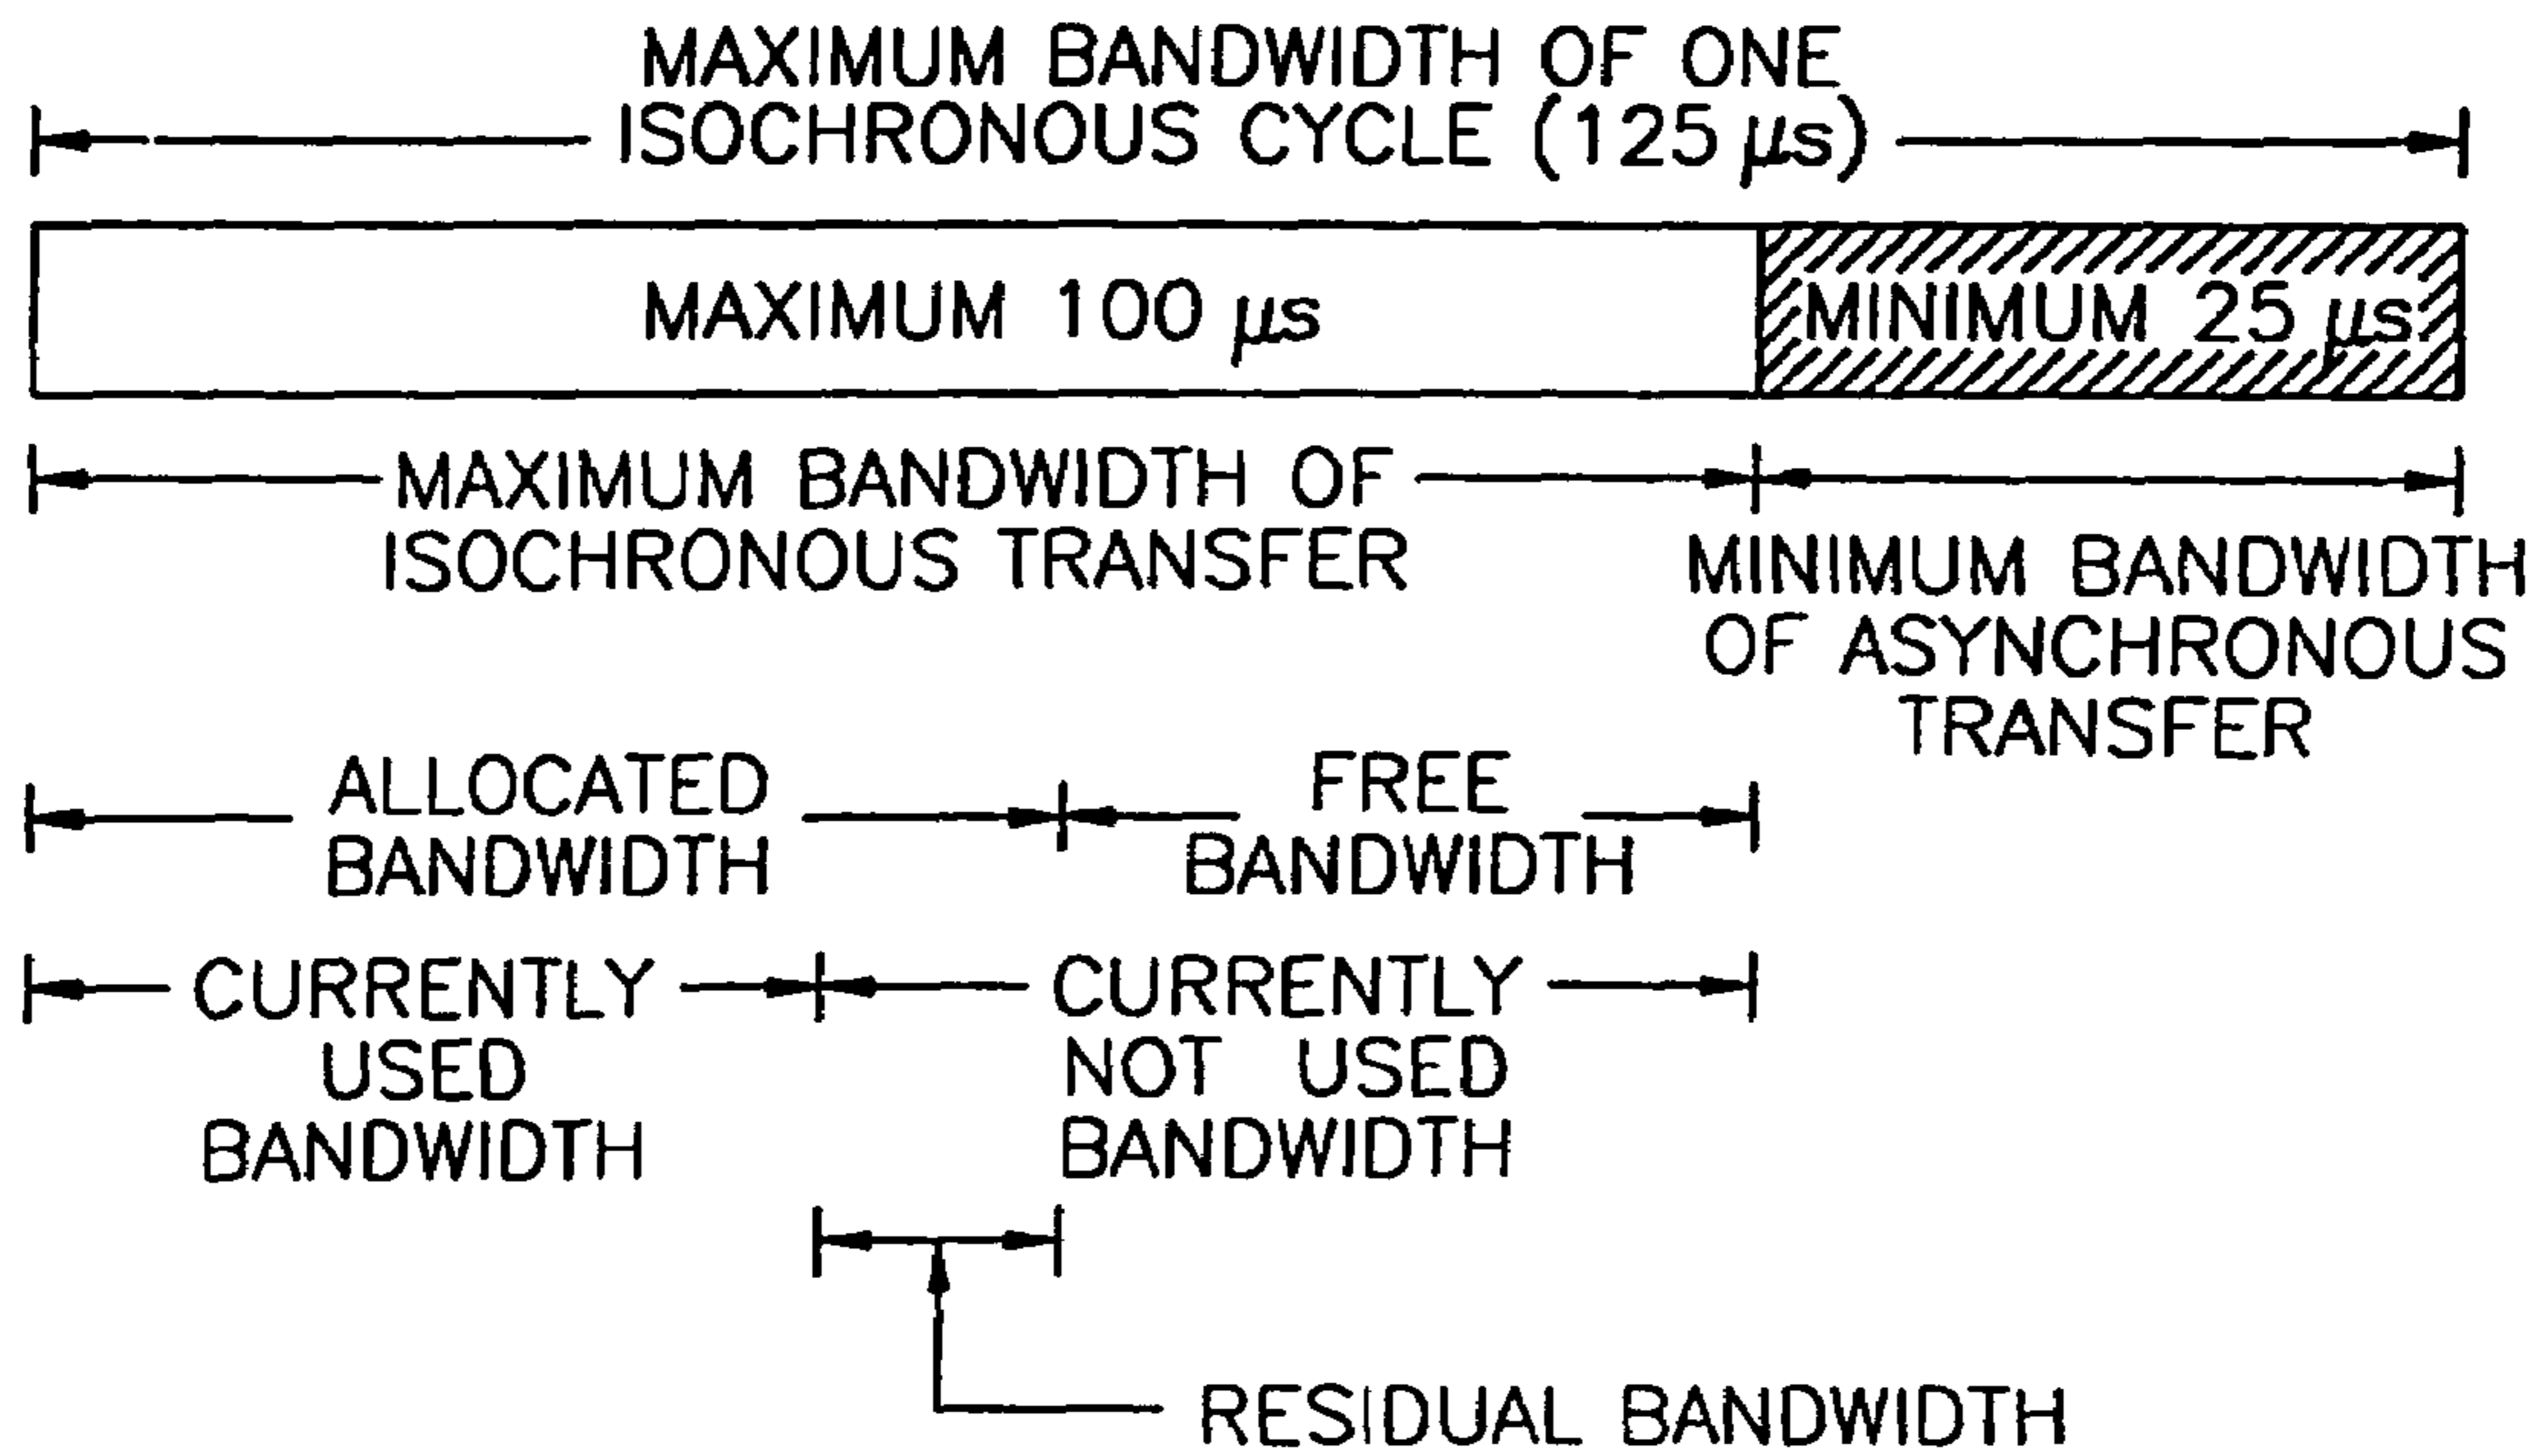 MAXIMUM BANDWIDTH OF ONE
ISOCHRONOUS CYCLE (125 μs)
MAXIMUM 100 μs
MINIMUM 25 μs
MAXIMUM BANDWIDTH OF
ISOCHRONOUS TRANSFER
MINIMUM BANDWIDTH
OF ASYNCHRONOUS
TRANSFER
ALLOCATED
BANDWIDTH
FREE
BANDWIDTH
CURRENTLY
USED
BANDWIDTH
CURRENTLY
NOT USED
BANDWIDTH
RESIDUAL BANDWIDTH